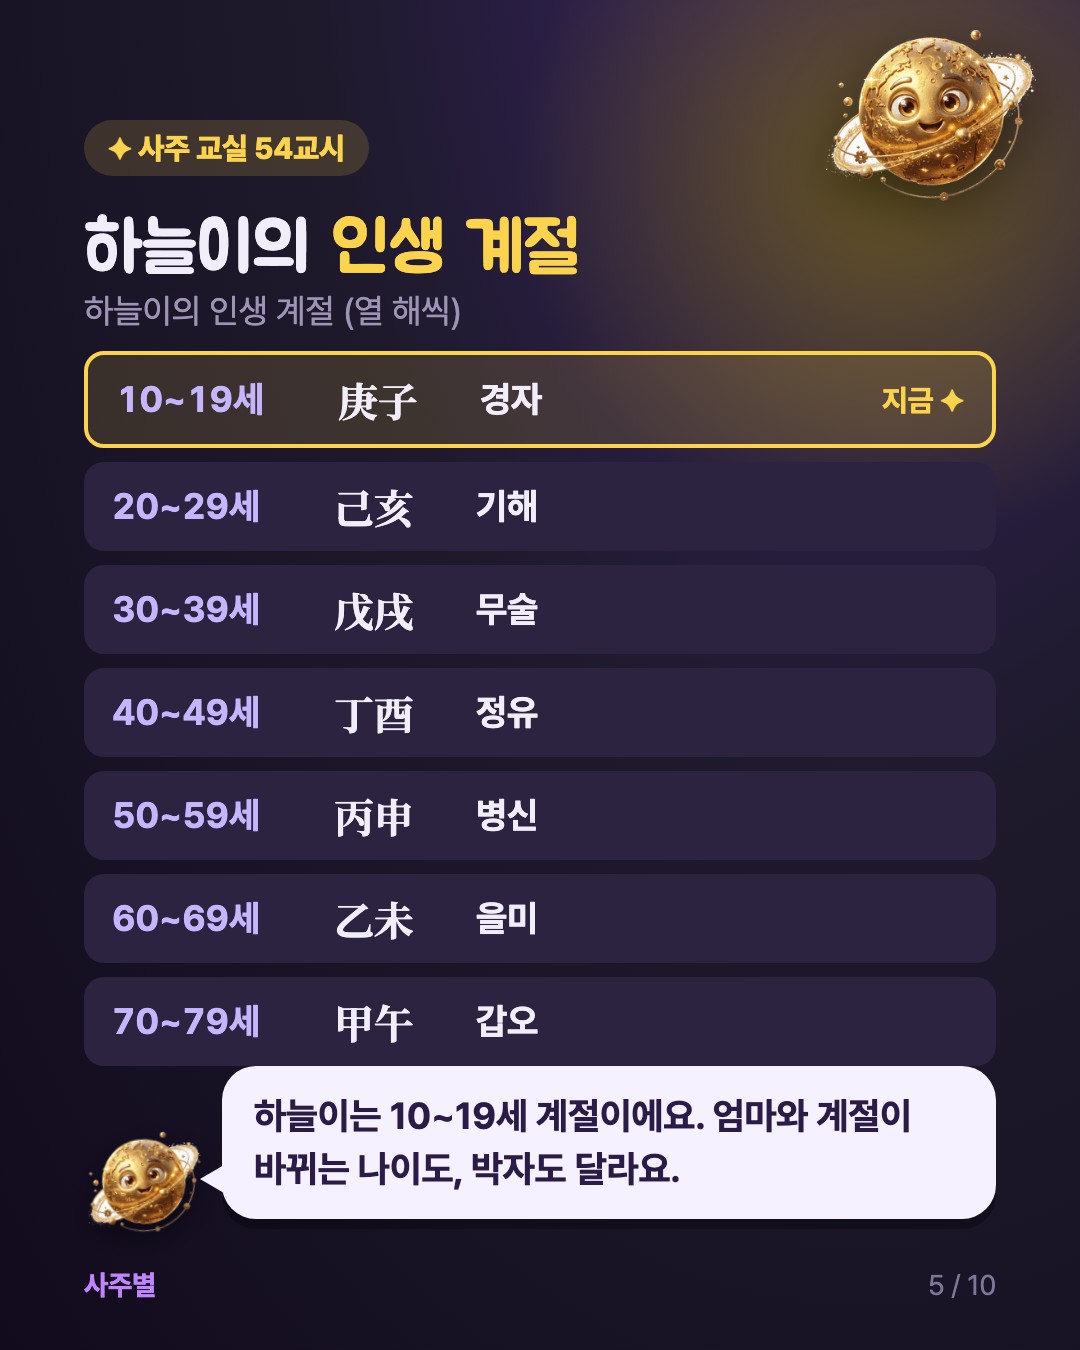 ✦ 사주 교실 54교시
하늘이의 인생 계절
하늘이의 인생 계절 (열 해씩)
10~19세 庚子 경자 지금 ✦
20~29세 己亥 기해
30~39세 戊戌 무술
40~49세 丁酉 정유
50~59세 丙申 병신
60~69세 乙未 을미
70~79세 甲午 갑오
하늘이는 10~19세 계절이에요. 엄마와 계절이
바뀌는 나이도, 박자도 달라요.
사주별
5 / 10